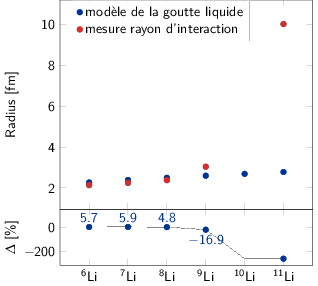 modèle de la goutte liquide
mesure rayon d'interaction
Radius [fm]
10
8
6
4
2
Δ [%]
0
−200
5.7 5.9 4.8
−16.9
⁶Li ⁷Li ⁸Li ⁹Li ¹⁰Li ¹¹Li